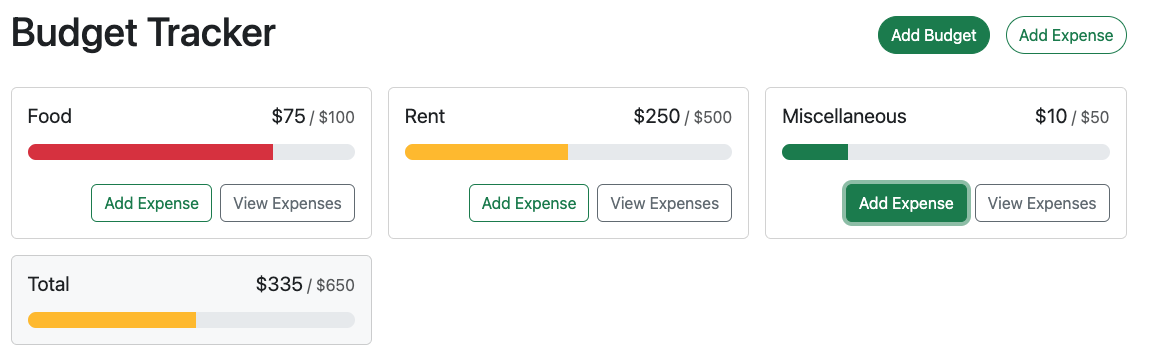 Budget Tracker
Add Budget
Add Expense
Food $75 / $100
Add Expense
View Expenses
Rent $250 / $500
Add Expense
View Expenses
Miscellaneous $10 / $50
Add Expense
View Expenses
Total $335 / $650